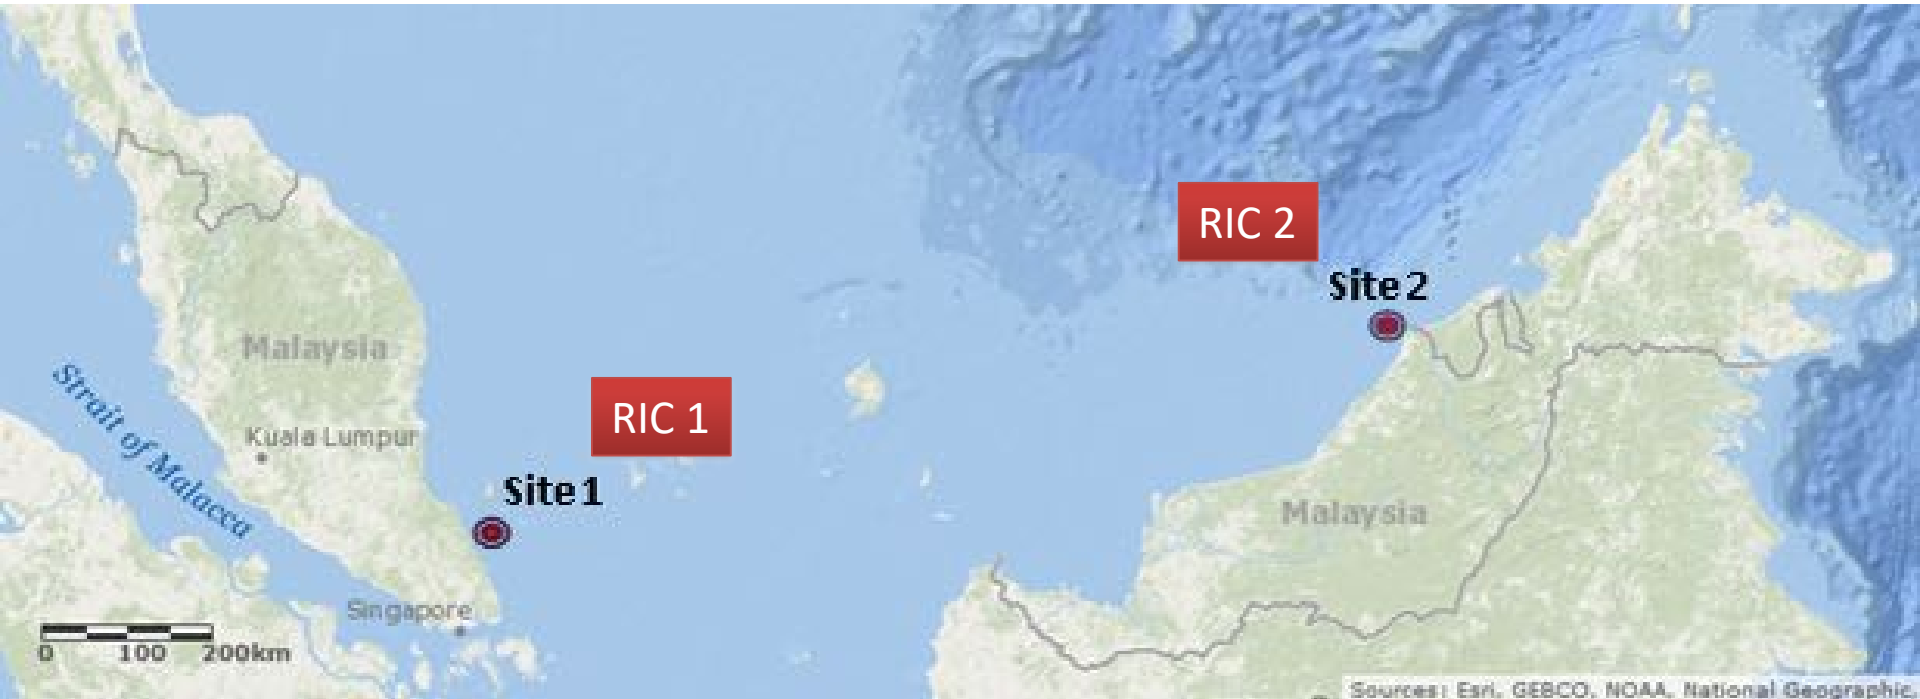 RIC 2
Site 2
Malaysia
Strait of Malacca
RIC 1
Kuala Lumpur
Site 1
Malaysia
Singapore
0 100 200km
Sources: Esri, GEBCO, NOAA, National Geographic,